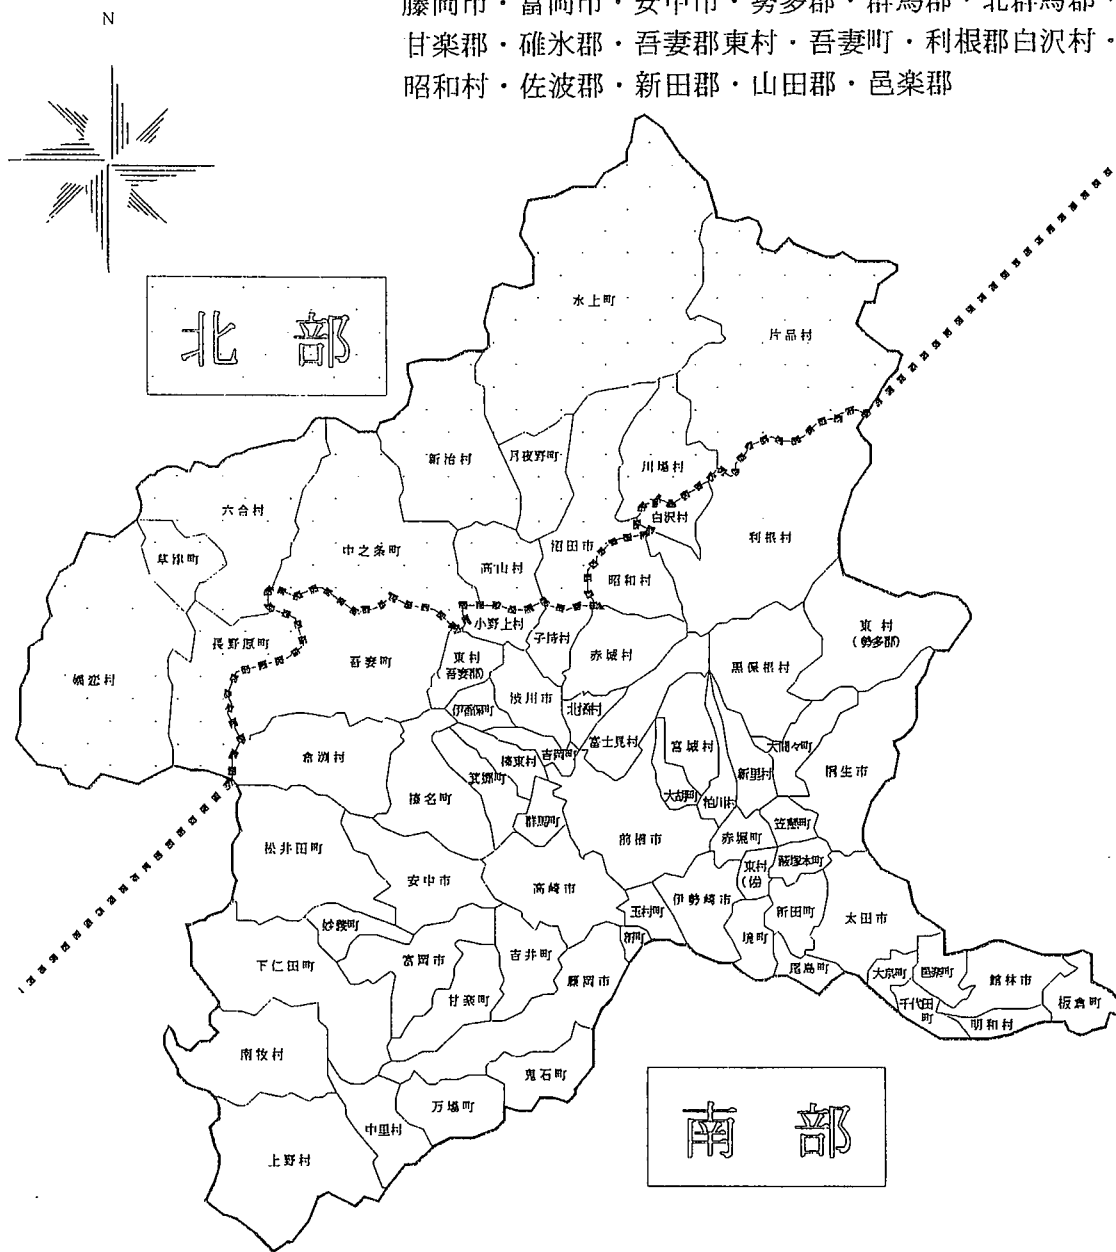 藤岡市・富岡市・安中市・勢多郡・群馬郡・北群馬郡・
甘楽郡・碓氷郡・吾妻郡東村・吾妻町・利根郡白沢村・
昭和村・佐波郡・新田郡・山田郡・邑楽郡
N
北部
水上町
片品村
新治村
月夜野町
川場村
白沢村
六合村
草津町
中之条町
高山村
沼田市
昭和村
利根村
小野上村
子持村
赤城村
東村
(勢多郡)
長野原町
吾妻町
東村
(吾妻郡)
黒保根村
嬬恋村
伊香保町
渋川市
北橘村
倉渕村
榛東村
吉岡町
富士見村
宮城村
大間々町
新里村
桐生市
箕郷町
榛名町
群馬町
大胡町
粕川村
松井田町
前橋市
赤堀町
笠懸町
安中市
高崎市
東村
(佐)
藪塚本町
伊勢崎市
玉村町
新田町
太田市
妙義町
新町
境町
下仁田町
富岡市
吉井町
藤岡市
尾島町
大泉町
邑楽町
館林市
甘楽町
千代田
町
明和村
板倉町
南牧村
鬼石町
万場町
中里村
上野村
南部